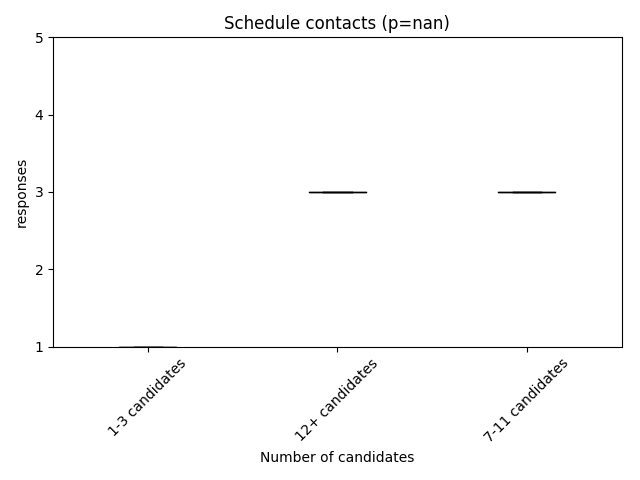 Schedule contacts (p=nan)
5
4
3
2
1
responses
1-3 candidates
12+ candidates
7-11 candidates
Number of candidates